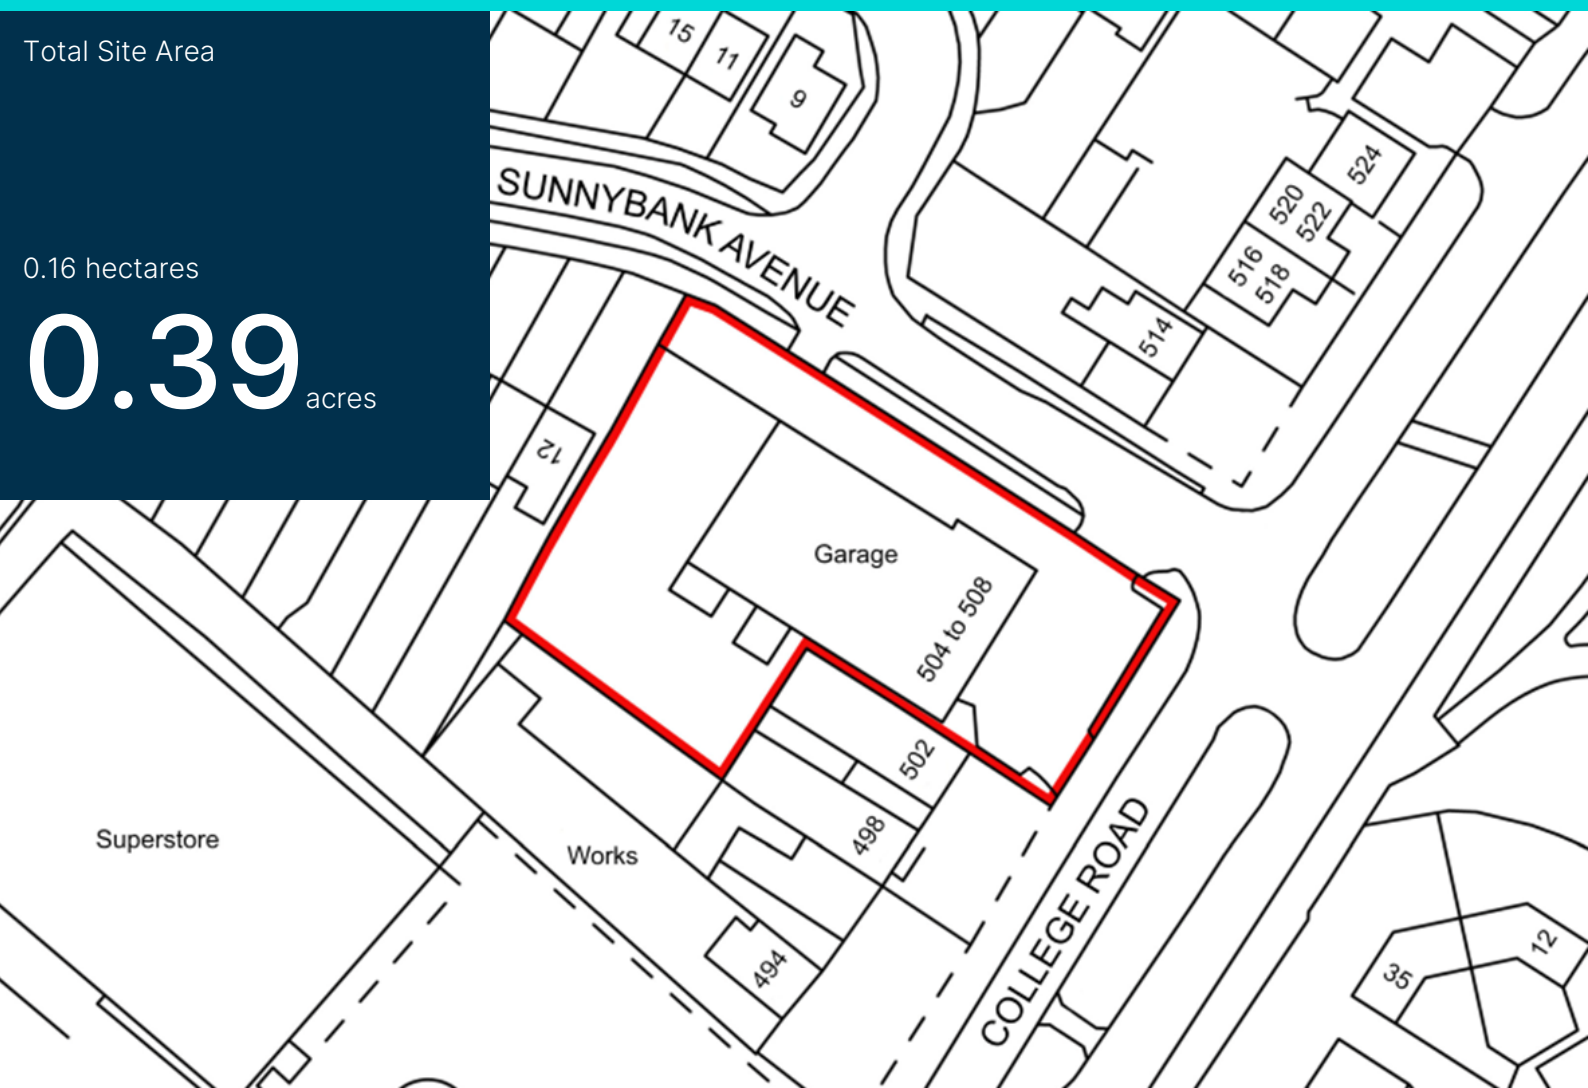 Total Site Area
0.16 hectares
0.39 acres
15
11
9
SUNNYBANK AVENUE
524
520
522
516
518
514
12
Garage
504 to 508
502
498
494
Superstore
Works
COLLEGE ROAD
35
12